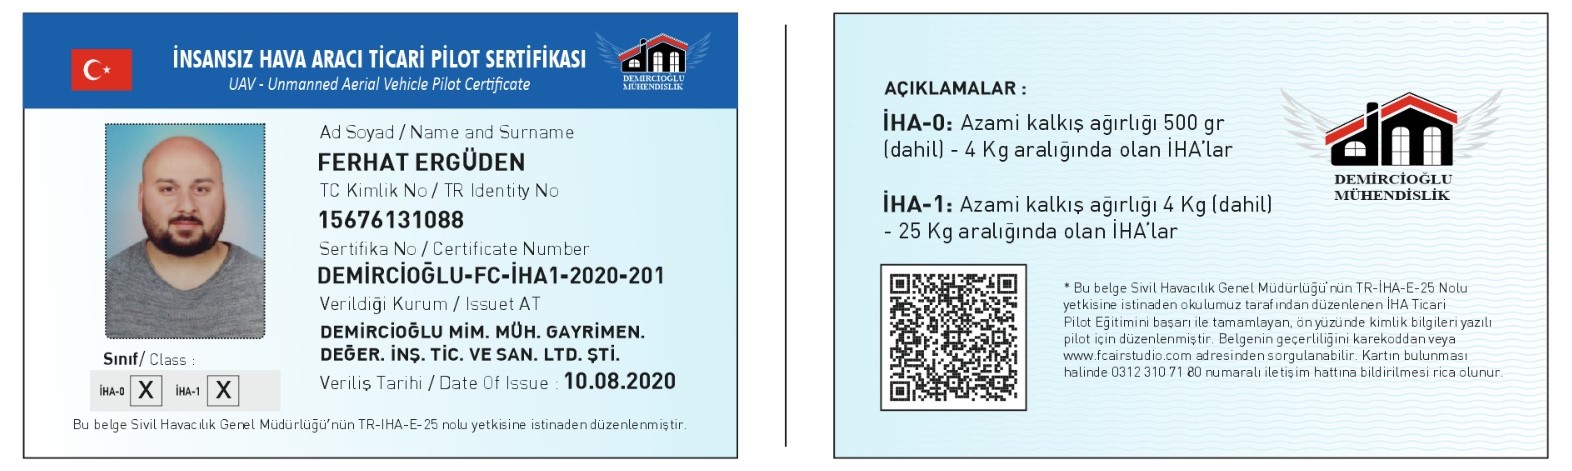 İNSANSIZ HAVA ARACI TİCARİ PİLOT SERTİFİKASI
UAV - Unmanned Aerial Vehicle Pilot Certificate
DEMİRCİOĞLU
MÜHENDİSLİK
Ad Soyad / Name and Surname
FERHAT ERGÜDEN
TC Kimlik No / TR Identity No
15676131088
Sertifika No / Certificate Number
DEMİRCİOĞLU-FC-İHA1-2020-201
Verildiği Kurum / Issuet AT
DEMİRCİOĞLU MİM. MÜH. GAYRİMEN.
DEĞER. İNŞ. TİC. VE SAN. LTD. ŞTİ.
Veriliş Tarihi / Date Of Issue : 10.08.2020
Sınıf/ Class :
İHA-0 X İHA-1 X
Bu belge Sivil Havacılık Genel Müdürlüğü'nün TR-IHA-E-25 nolu yetkisine istinaden düzenlenmiştir.
AÇIKLAMALAR :
İHA-0: Azami kalkış ağırlığı 500 gr
(dahil) - 4 Kg aralığında olan İHA'lar
İHA-1: Azami kalkış ağırlığı 4 Kg (dahil)
- 25 Kg aralığında olan İHA'lar
DEMİRCİOĞLU
MÜHENDİSLİK
* Bu belge Sivil Havacılık Genel Müdürlüğü'nün TR-İHA-E-25 Nolu
yetkisine istinaden okulumuz tarafından düzenlenen İHA Ticari
Pilot Eğitimini başarı ile tamamlayan, ön yüzünde kimlik bilgileri yazılı
pilot için düzenlenmiştir. Belgenin geçerliliğini karekoddan veya
www.fcairstudio.com adresinden sorgulanabilir. Kartın bulunması
halinde 0312 310 71 80 numaralı iletişim hattına bildirilmesi rica olunur.